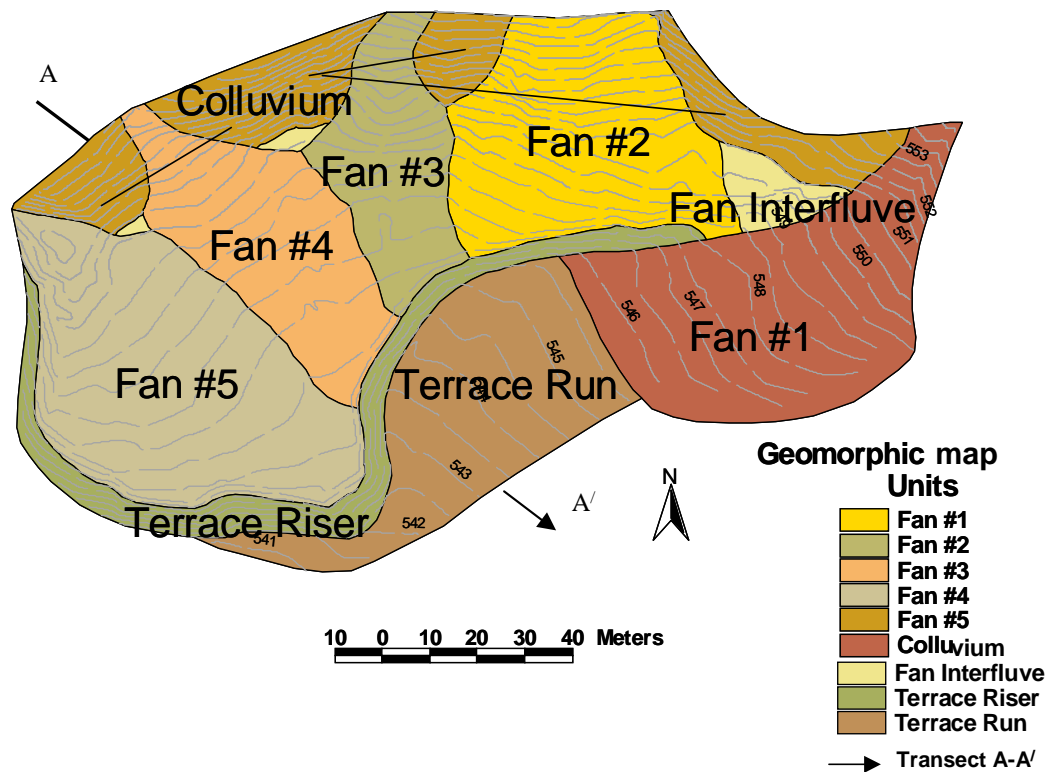 A
Colluvium
Fan #2
Fan #3
553
Fan Interfluve
552
549
551
Fan #4
550
548
547
546
Fan #1
545
Fan #5
Terrace Run
543
A/
542
Terrace Riser
541
N
10 0 10 20 30 40 Meters
Geomorphic map
Units
Fan #1
Fan #2
Fan #3
Fan #4
Fan #5
Colluvium
Fan Interfluve
Terrace Riser
Terrace Run
Transect A-A/